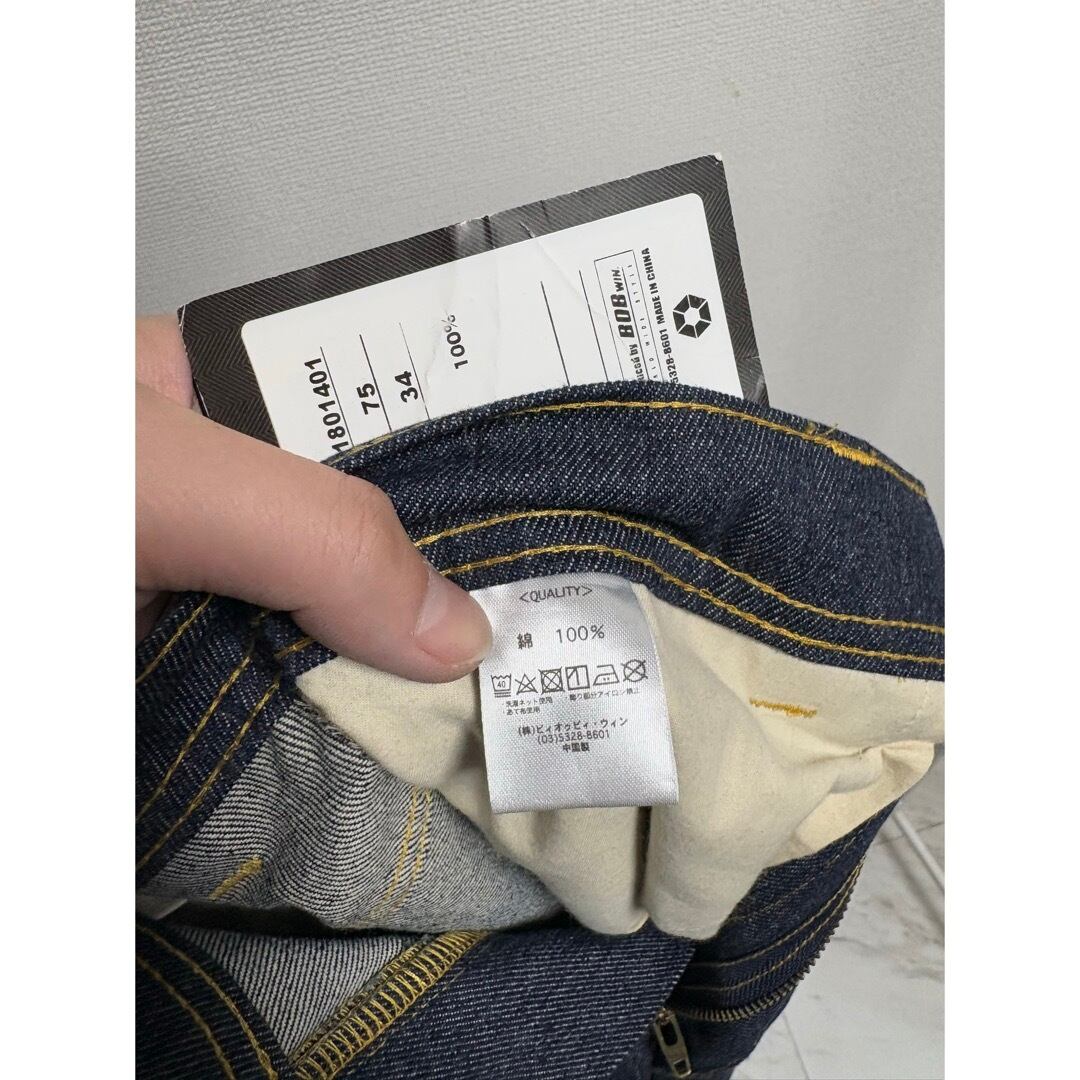 1801401
75
34
100%
BOB WIN.
5328-8601 MADE IN CHINA
<QUALITY>
綿 100%
40
・洗濯ネット使用 ・飾り部分アイロン禁止
・あて布使用
(株)ビィオゥビィ・ウィン
(03)5328-8601
中国製